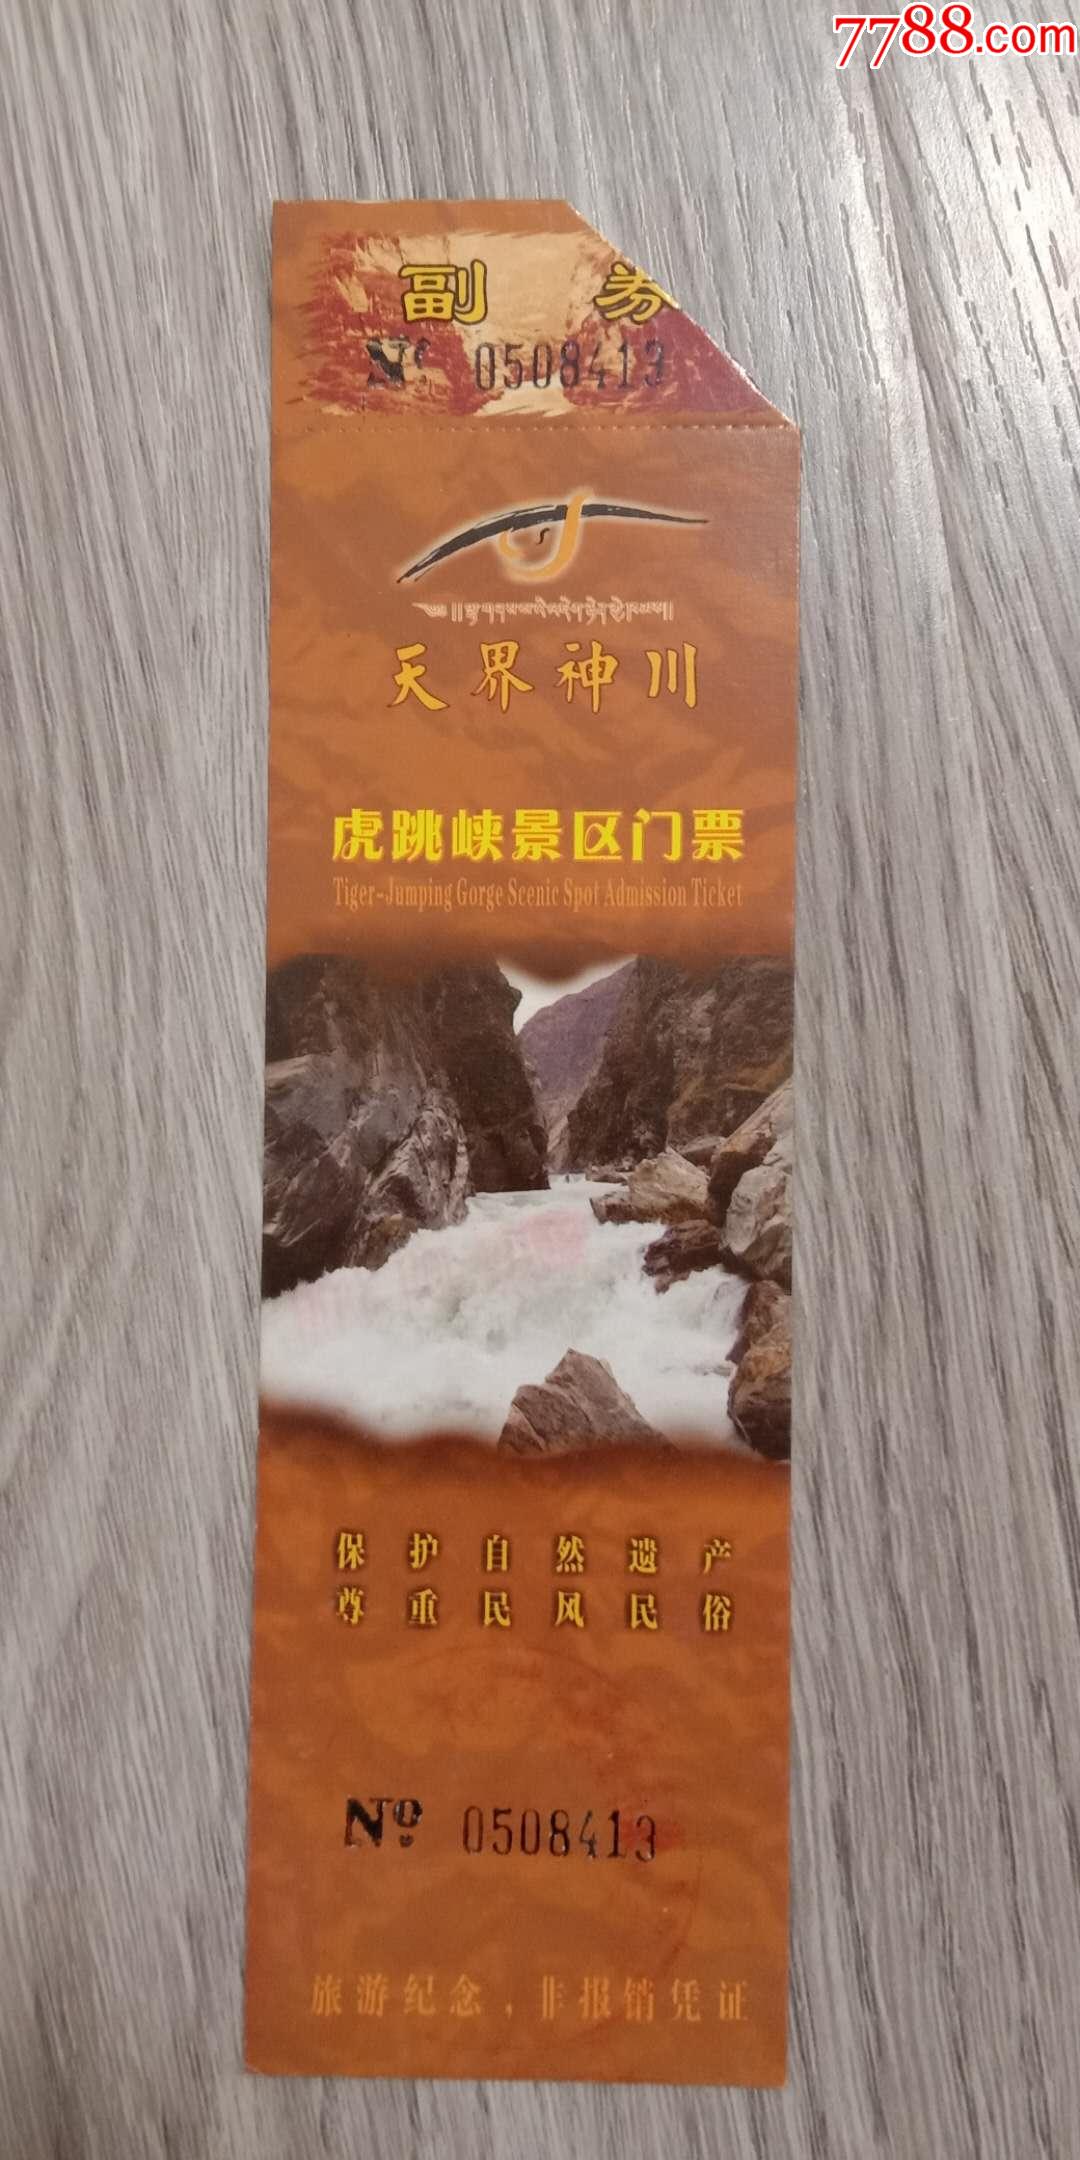 7788.com
副 券
Nº 0508419
天界神川
虎跳峡景区门票
Tiger-Jumping Gorge Scenic Spot Admission Ticket
保护自然遗产
尊重民风民俗
Nº 0508419
旅游纪念，非报销凭证